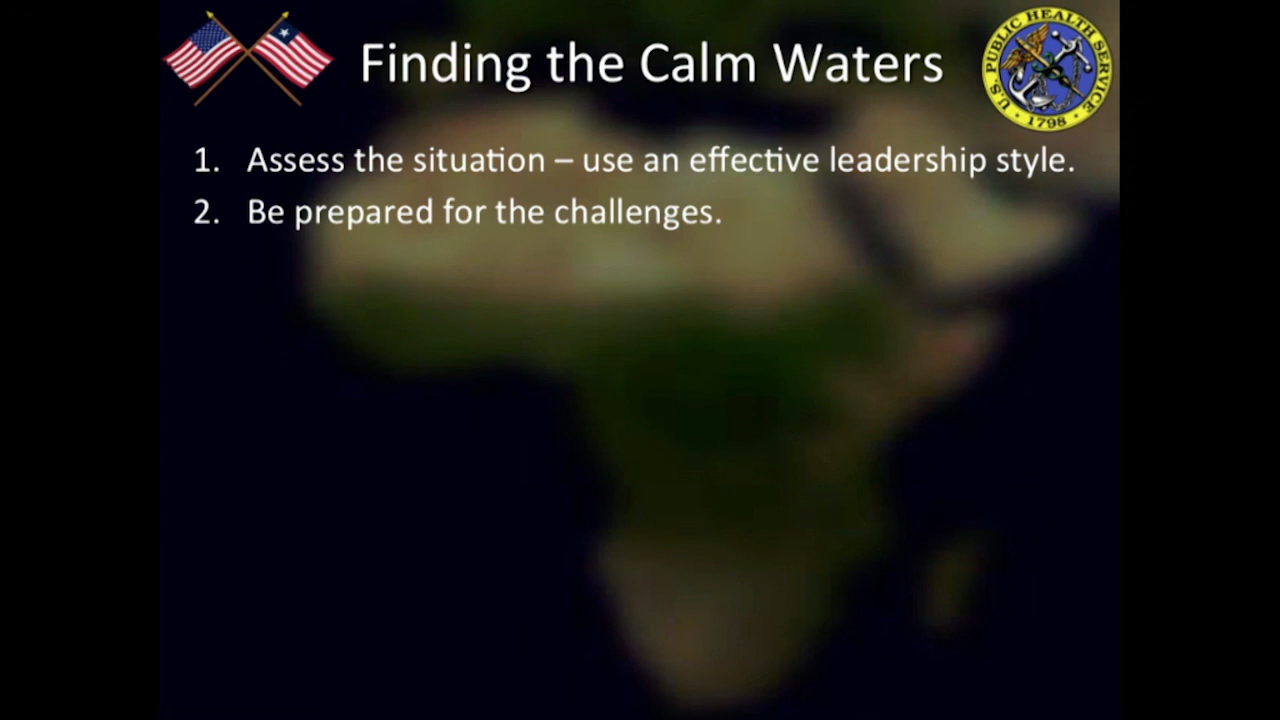 Finding the Calm Waters
U.S. PUBLIC HEALTH SERVICE
1798
1. Assess the situation – use an effective leadership style.
2. Be prepared for the challenges.